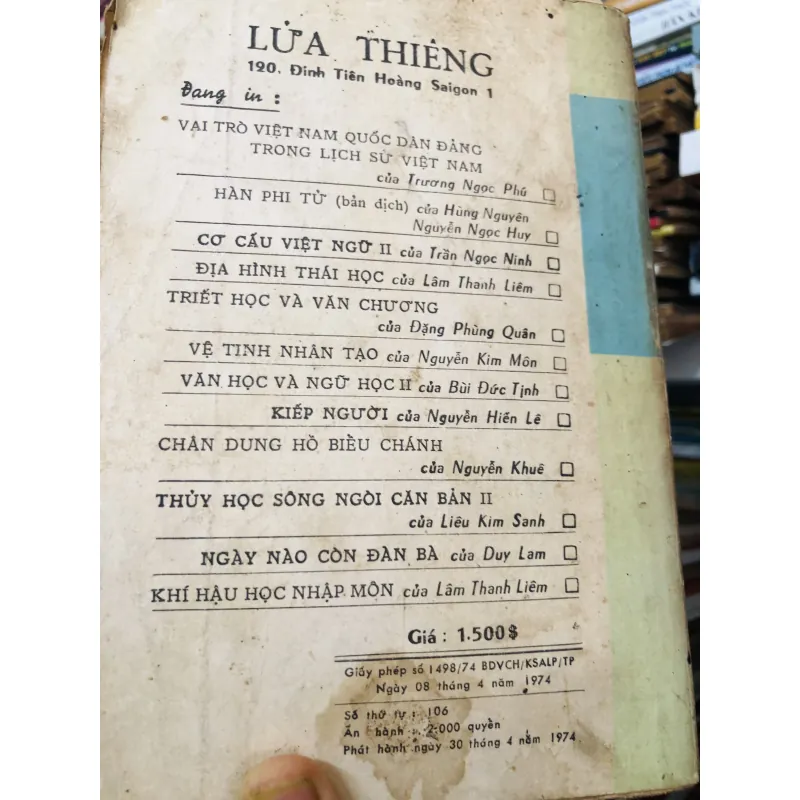 LỬA THIÊNG
190, Đinh Tiên Hoàng Saigon 1
Đang in :
VAI TRÒ VIỆT NAM QUỐC DÂN ĐẢNG
TRONG LỊCH SỬ VIỆT NAM
của Trương Ngọc Phú
HÀN PHI TỬ (bản dịch) của Hùng Nguyên
Nguyễn Ngọc Huy
CƠ CẤU VIỆT NGỮ II của Trần Ngọc Ninh
ĐỊA HÌNH THÁI HỌC của Lâm Thanh Liêm
TRIẾT HỌC VÀ VĂN CHƯƠNG
của Đặng Phùng Quân
VỆ TINH NHÂN TẠO của Nguyễn Kim Môn
VĂN HỌC VÀ NGỮ HỌC II của Bùi Đức Tịnh
KIẾP NGƯỜI của Nguyễn Hiến Lê
CHÂN DUNG HỒ BIỂU CHÁNH
của Nguyễn Khuê
THỦY HỌC SÔNG NGÒI CĂN BẢN II
của Liêu Kim Sanh
NGÀY NÀO CÒN ĐÀN BÀ của Duy Lam
KHÍ HẬU HỌC NHẬP MÔN của Lâm Thanh Liêm
Giá : 1.500$
Giấy phép số 1498/74 BDVCH/KSALP/TP
Ngày 08 tháng 4 năm 1974
Số thứ tự : 106
Ấn hành : 2.000 quyển
Phát hành ngày 30 tháng 4 năm 1974